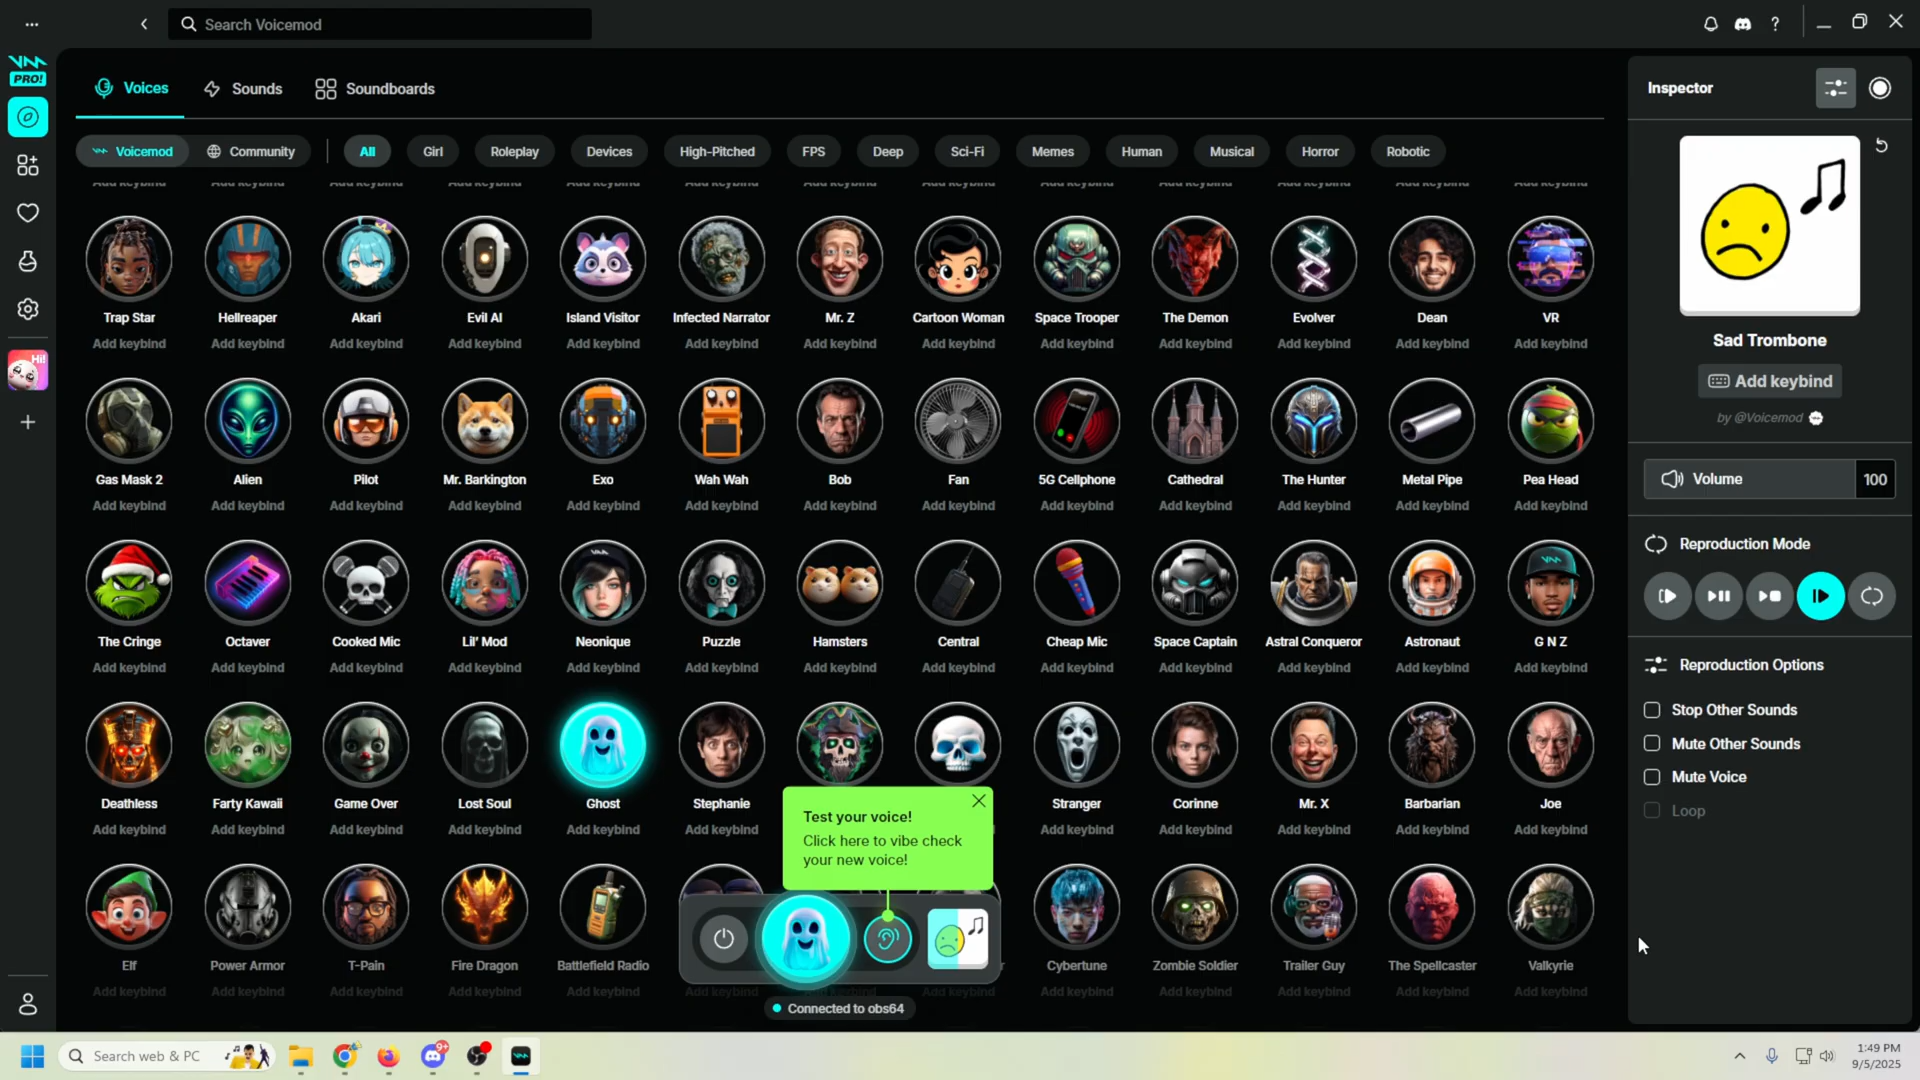 Search Voicemod
PRO!
Voices
Sounds
Soundboards
Inspector
Voicemod
Community
All
Girl
Roleplay
Devices
High-Pitched
FPS
Deep
Sci-Fi
Memes
Human
Musical
Horror
Robotic
Trap Star
Hellreaper
Akari
Evil AI
Island Visitor
Infected Narrator
Mr. Z
Cartoon Woman
Space Trooper
The Demon
Evolver
Dean
VR
Add keybind
Add keybind
Add keybind
Add keybind
Add keybind
Add keybind
Add keybind
Add keybind
Add keybind
Add keybind
Add keybind
Add keybind
Add keybind
Gas Mask 2
Alien
Pilot
Mr. Barkington
Exo
Wah Wah
Bob
Fan
5G Cellphone
Cathedral
The Hunter
Metal Pipe
Pea Head
Add keybind
Add keybind
Add keybind
Add keybind
Add keybind
Add keybind
Add keybind
Add keybind
Add keybind
Add keybind
Add keybind
Add keybind
Add keybind
The Cringe
Octaver
Cooked Mic
Lil' Mod
Neonique
Puzzle
Hamsters
Central
Cheap Mic
Space Captain
Astral Conqueror
Astronaut
G N Z
Add keybind
Add keybind
Add keybind
Add keybind
Add keybind
Add keybind
Add keybind
Add keybind
Add keybind
Add keybind
Add keybind
Add keybind
Add keybind
Deathless
Farty Kawaii
Game Over
Lost Soul
Ghost
Stephanie
Stranger
Corinne
Mr. X
Barbarian
Joe
Add keybind
Add keybind
Add keybind
Add keybind
Add keybind
Add keybind
Add keybind
Add keybind
Add keybind
Add keybind
Add keybind
Test your voice!
Click here to vibe check
your new voice!
Elf
Power Armor
T-Pain
Fire Dragon
Battlefield Radio
Cybertune
Zombie Soldier
Trailer Guy
The Spellcaster
Valkyrie
Add keybind
Add keybind
Add keybind
Add keybind
Add keybind
Add keybind
Add keybind
Add keybind
Add keybind
Add keybind
Connected to obs64
Sad Trombone
Add keybind
by @Voicemod
Volume
100
Reproduction Mode
Reproduction Options
Stop Other Sounds
Mute Other Sounds
Mute Voice
Loop
Hi!
Search web & PC
9+
1:49 PM
9/5/2025